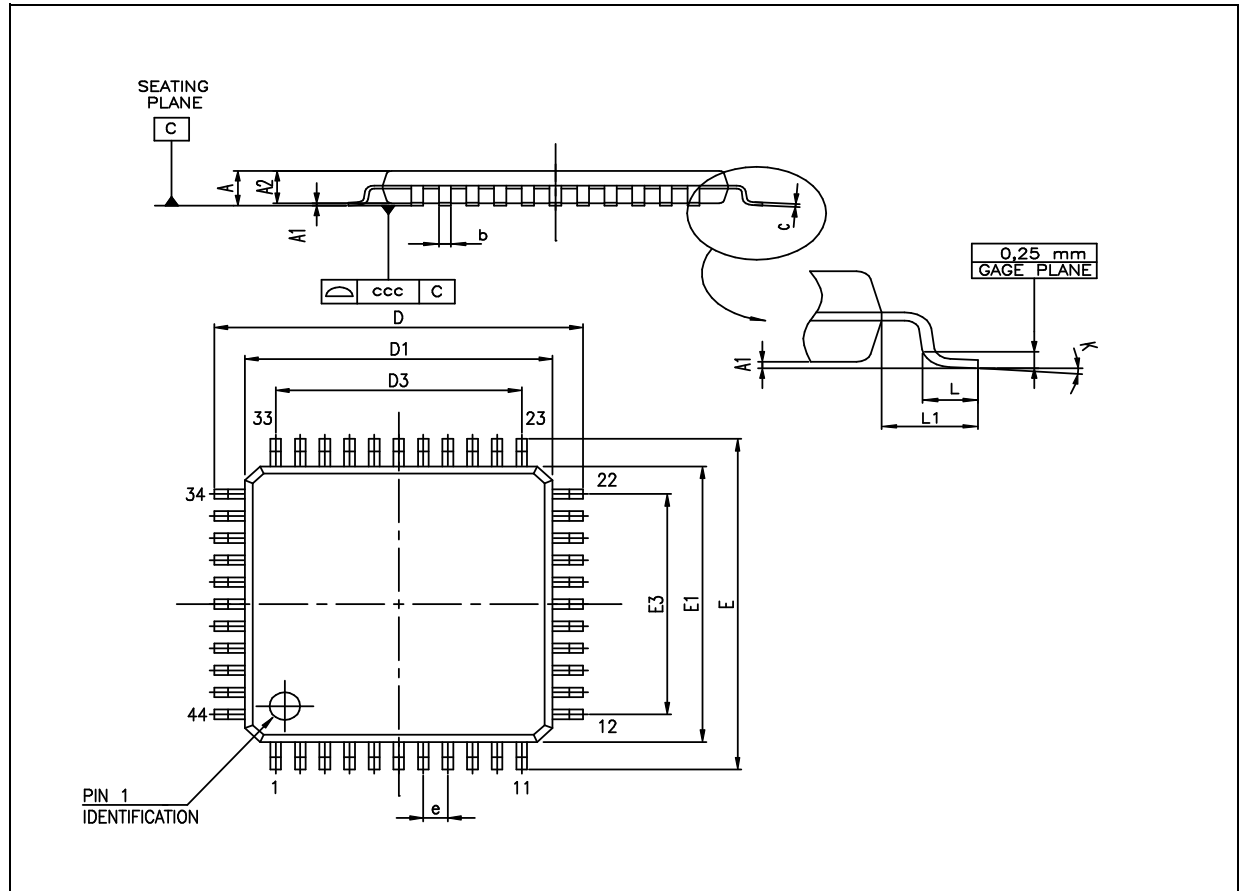 SEATING
PLANE
C
A
A2
A1
b
c
ccc C
0,25 mm
GAGE PLANE
A1
K
L
L1
D
D1
D3
33
23
34
22
E3
E1
E
44
12
1
11
e
PIN 1
IDENTIFICATION